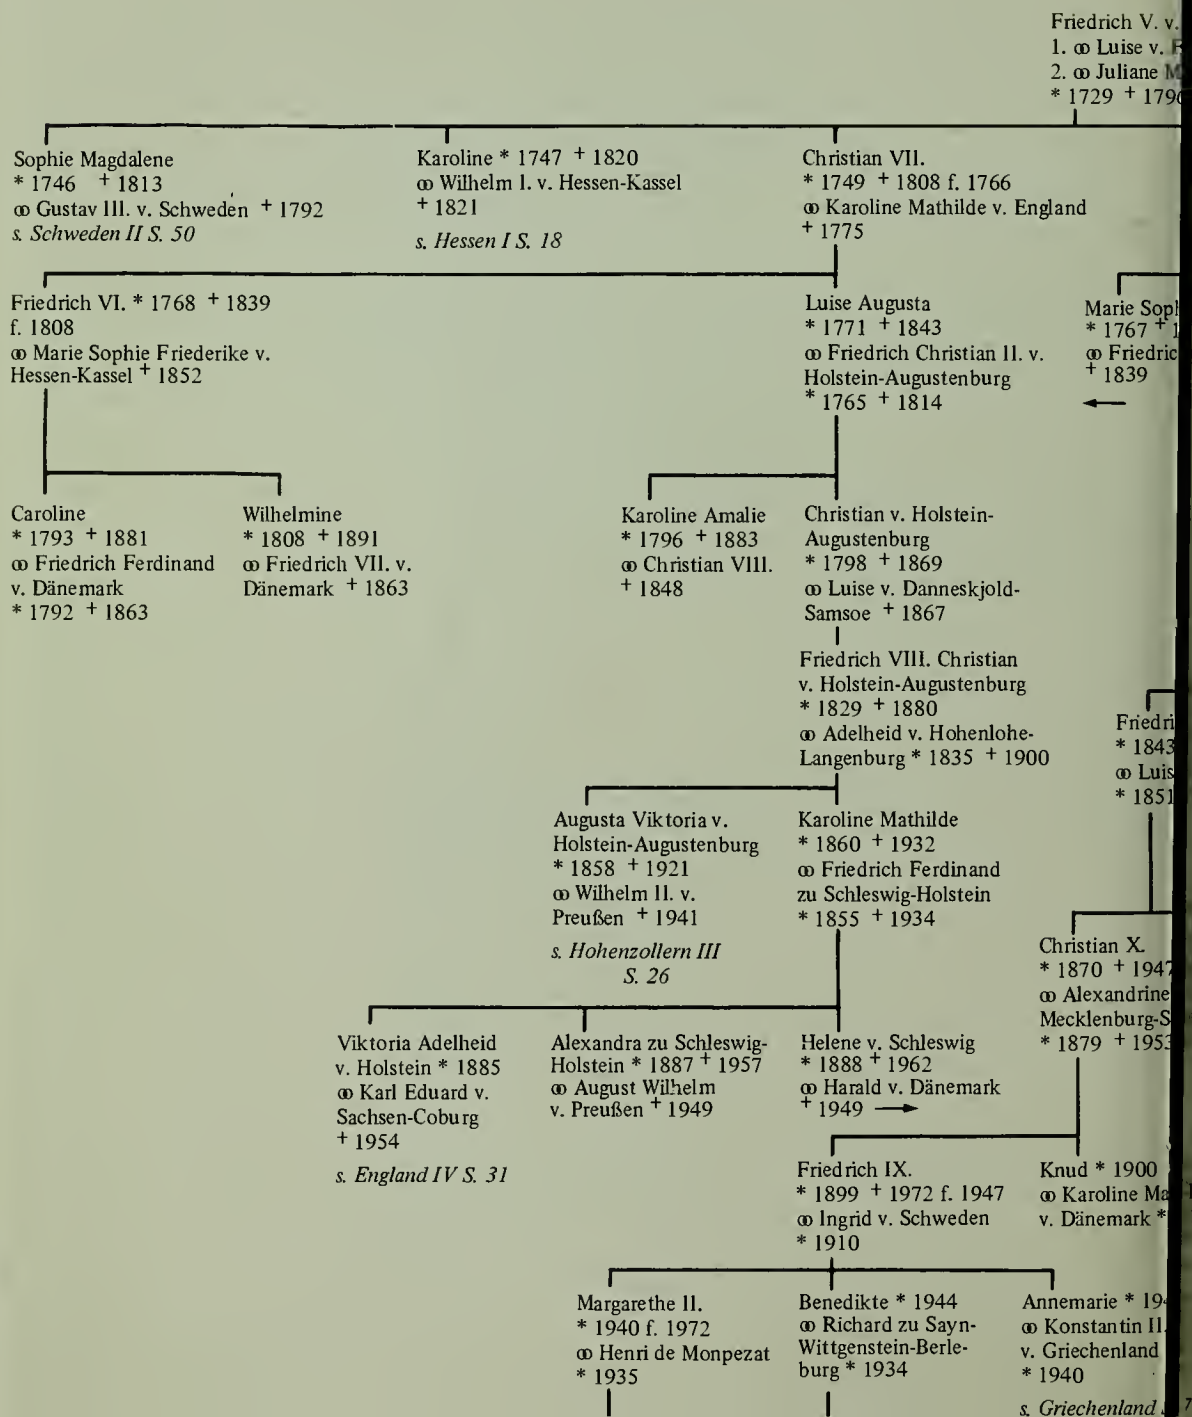 Friedrich V. v.
1. ⚭ Luise v.
2. ⚭ Juliane
* 1729 + 1796
Sophie Magdalene
* 1746 + 1813
⚭ Gustav III. v. Schweden + 1792
s. Schweden II S. 50
Karoline * 1747 + 1820
⚭ Wilhelm I. v. Hessen-Kassel
+ 1821
s. Hessen I S. 18
Christian VII.
* 1749 + 1808 f. 1766
⚭ Karoline Mathilde v. England
+ 1775
Friedrich VI. * 1768 + 1839
f. 1808
⚭ Marie Sophie Friederike v.
Hessen-Kassel + 1852
Luise Augusta
* 1771 + 1843
⚭ Friedrich Christian II. v.
Holstein-Augustenburg
* 1765 + 1814
Marie
* 1767 +
⚭
+ 1839
←
Caroline
* 1793 + 1881
⚭ Friedrich Ferdinand
v. Dänemark
* 1792 + 1863
Wilhelmine
* 1808 + 1891
⚭ Friedrich VII. v.
Dänemark + 1863
Karoline Amalie
* 1796 + 1883
⚭ Christian VIII.
+ 1848
Christian v. Holstein-
Augustenburg
* 1798 + 1869
⚭ Luise v. Danneskjold-
Samsoe + 1867
Friedrich VIII. Christian
v. Holstein-Augustenburg
* 1829 + 1880
⚭ Adelheid v. Hohenlohe-
Langenburg * 1835 + 1900
* 1843
⚭
* 1851
Augusta Viktoria v.
Holstein-Augustenburg
* 1858 + 1921
⚭ Wilhelm II. v.
Preußen + 1941
s. Hohenzollern III
S. 26
Karoline Mathilde
* 1860 + 1932
⚭ Friedrich Ferdinand
zu Schleswig-Holstein
* 1855 + 1934
Christian X.
* 1870 + 1947
⚭ Alexandrine
Mecklenburg-S
* 1879 + 1953
Viktoria Adelheid
v. Holstein * 1885
⚭ Karl Eduard v.
Sachsen-Coburg
+ 1954
s. England IV S. 31
Alexandra zu Schleswig-
Holstein * 1887 + 1957
⚭ August Wilhelm
v. Preußen + 1949
Helene v. Schleswig
* 1888 + 1962
⚭ Harald v. Dänemark
+ 1949 →
Friedrich IX.
* 1899 + 1972 f. 1947
⚭ Ingrid v. Schweden
* 1910
Knud * 1900
⚭ Karoline
v. Dänemark *
Margarethe II.
* 1940 f. 1972
⚭ Henri de Monpezat
* 1935
Benedikte * 1944
⚭ Richard zu Sayn-
Wittgenstein-Berle-
burg * 1934
Annemarie *
⚭ Konstantin II.
v. Griechenland
* 1940
s. Griechenland